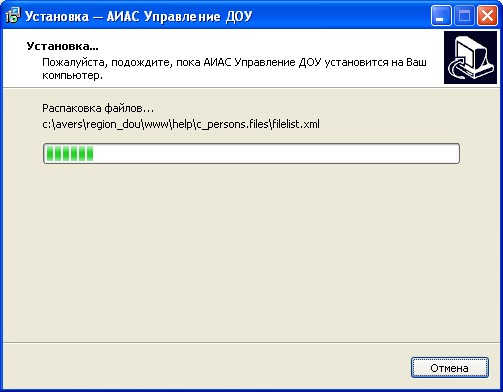 Установка — АИАС Управление ДОУ
Установка...
Пожалуйста, подождите, пока АИАС Управление ДОУ установится на Ваш
компьютер.
Распаковка файлов...
c:\avers\region_dou\www\help\c_persons.files\filelist.xml
Отмена